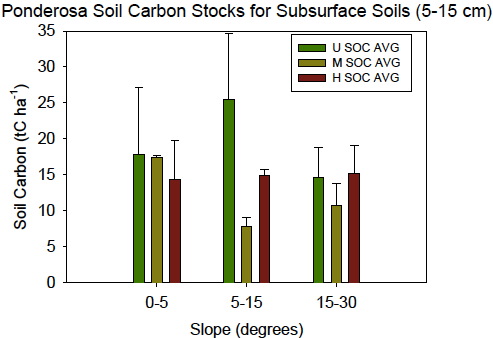 Ponderosa Soil Carbon Stocks for Subsurface Soils (5-15 cm)
35
30
25
20
15
10
5
0
Soil Carbon (tC ha⁻¹)
U SOC AVG
M SOC AVG
H SOC AVG
0-5 5-15 15-30
Slope (degrees)